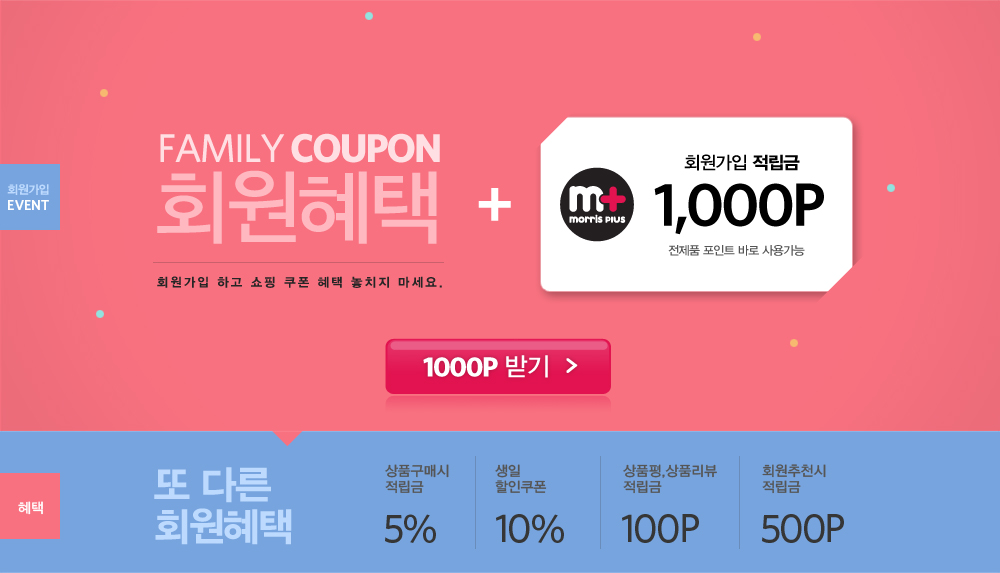 FAMILY COUPON
회원혜택
회원가입 하고 쇼핑 쿠폰 혜택 놓치지 마세요.
회원가입
EVENT
+
m+
morris Plus
회원가입 적립금
1,000P
전제품 포인트 바로 사용가능
1000P 받기 >
혜택
또 다른
회원혜택
상품구매시
적립금
5%
생일
할인쿠폰
10%
상품평,상품리뷰
적립금
100P
회원추천시
적립금
500P